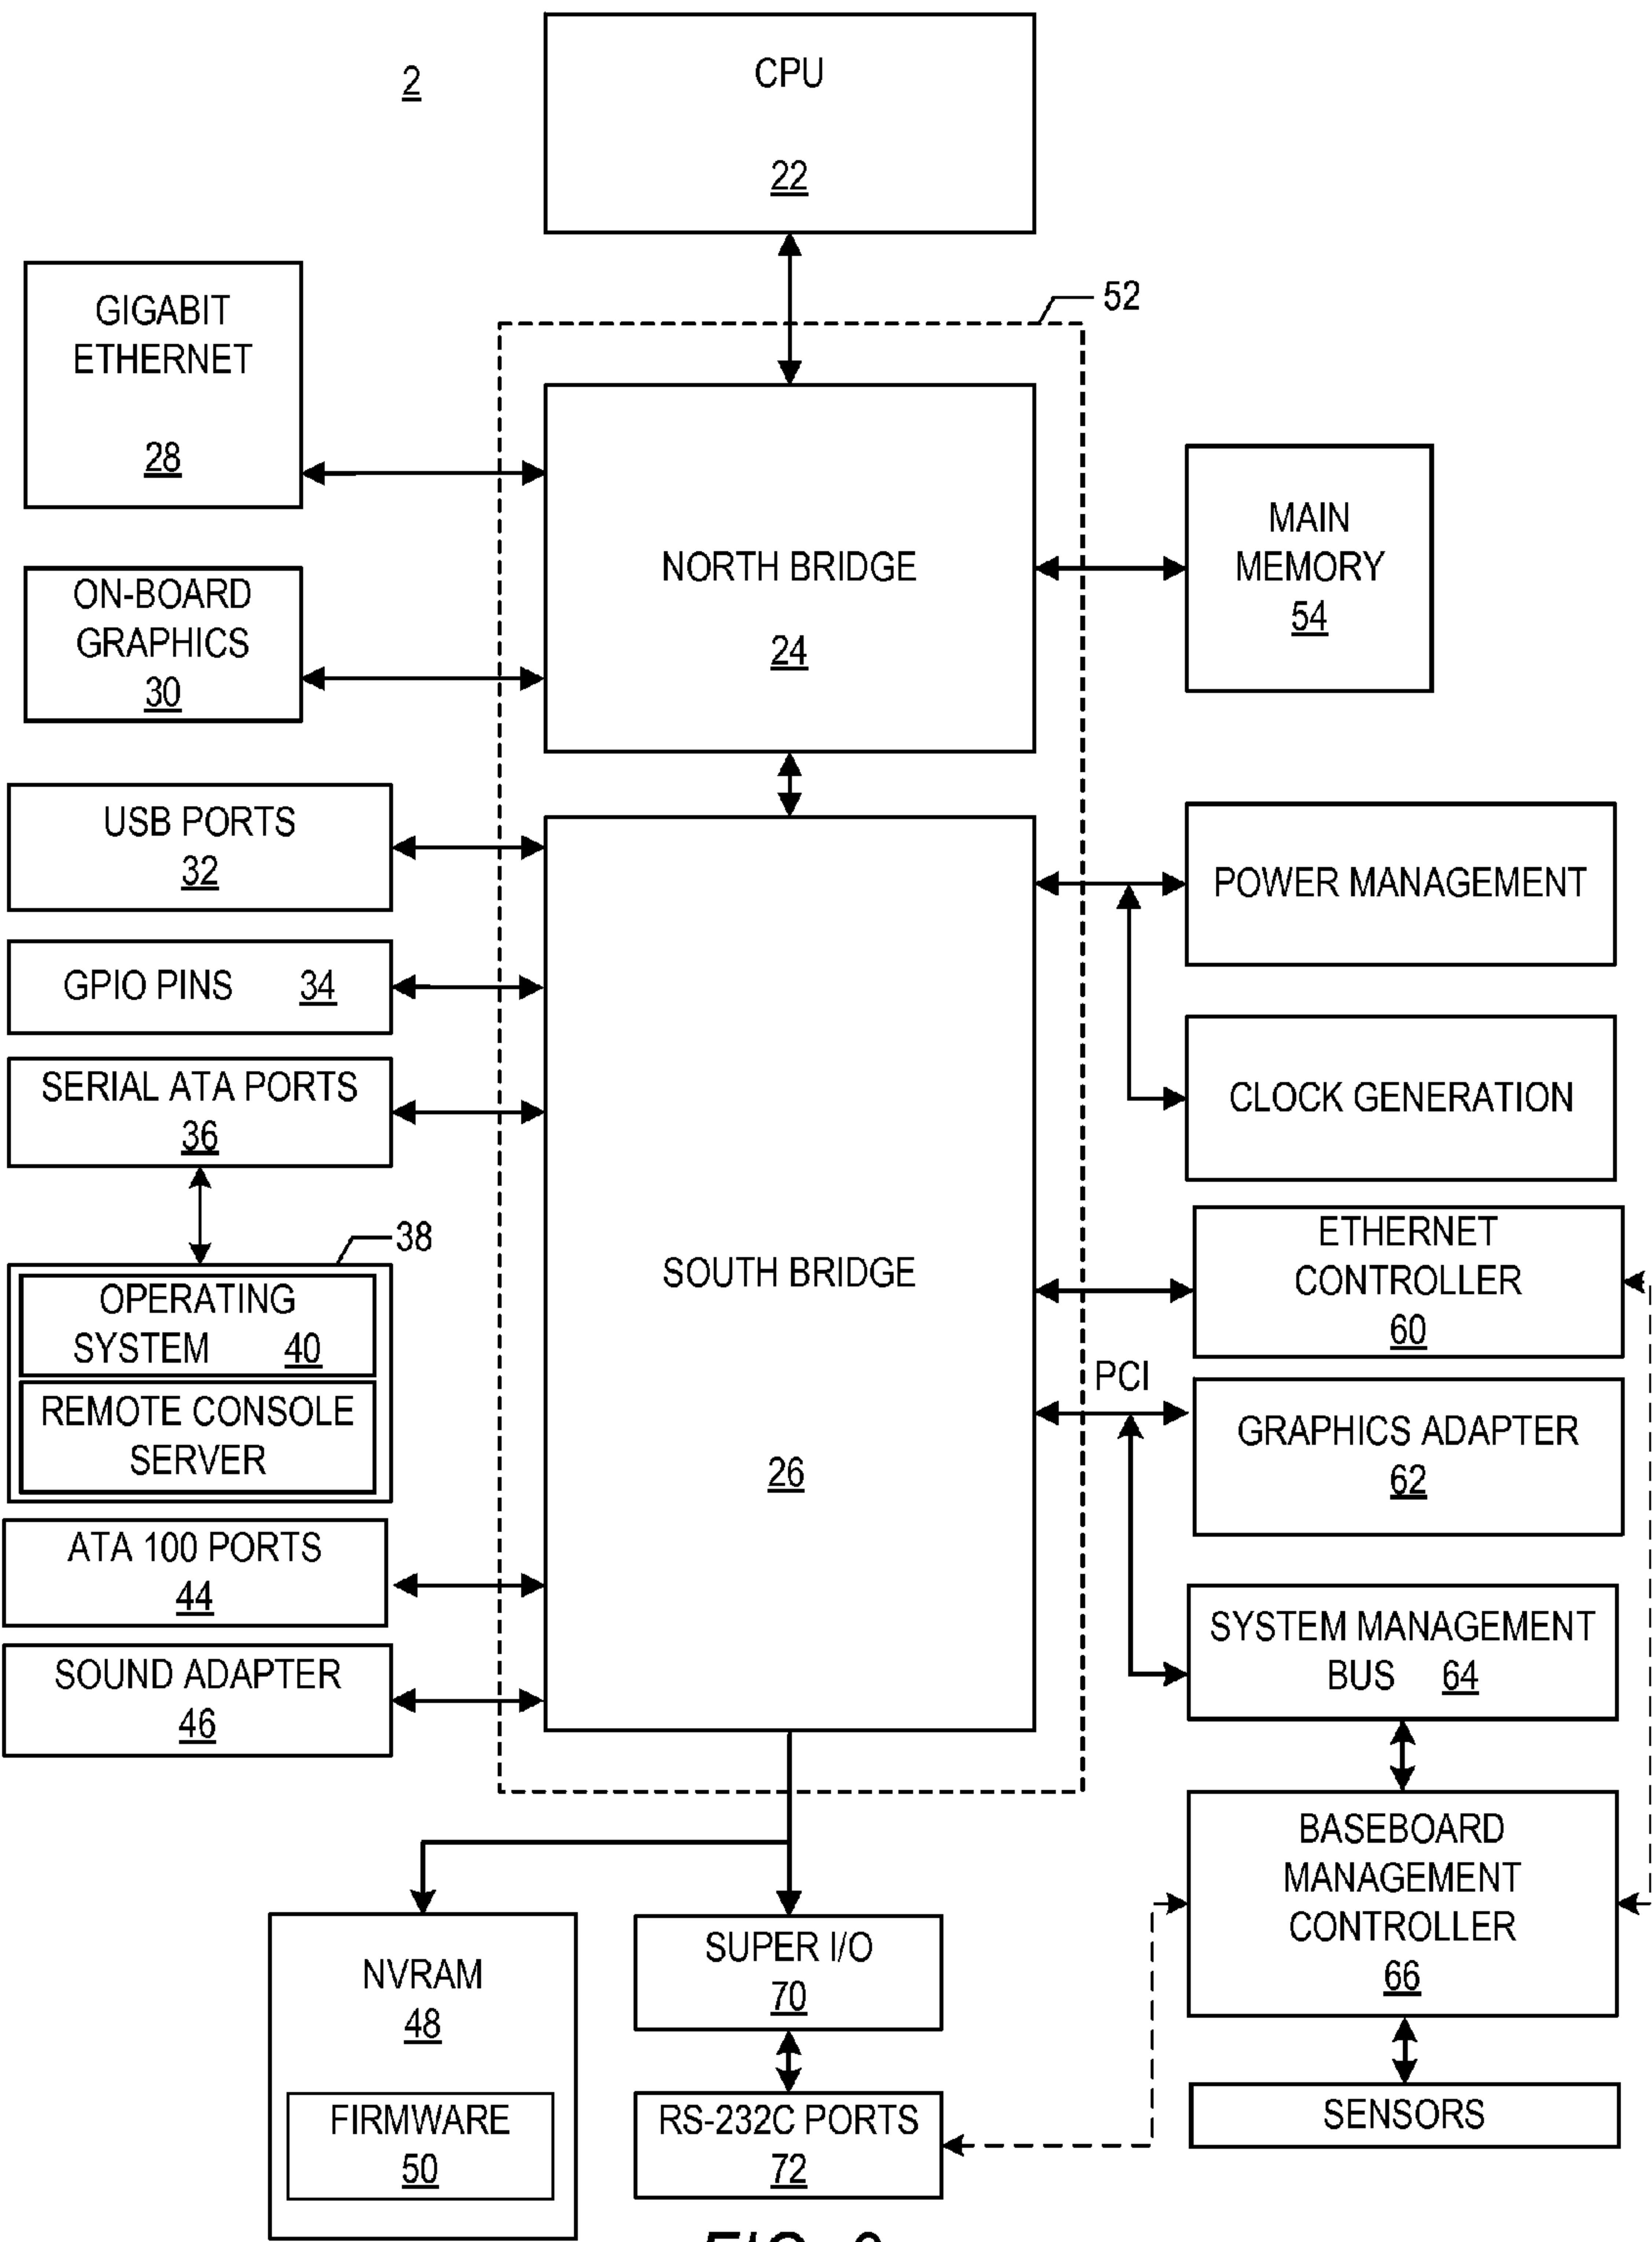 2
CPU
22
52
GIGABIT
ETHERNET
28
NORTH BRIDGE
24
MAIN
MEMORY
54
ON-BOARD
GRAPHICS
30
USB PORTS
32
GPIO PINS 34
SERIAL ATA PORTS
36
38
OPERATING
SYSTEM 40
REMOTE CONSOLE
SERVER
ATA 100 PORTS
44
SOUND ADAPTER
46
SOUTH BRIDGE
26
POWER MANAGEMENT
CLOCK GENERATION
ETHERNET
CONTROLLER
60
PCI
GRAPHICS ADAPTER
62
SYSTEM MANAGEMENT
BUS 64
BASEBOARD
MANAGEMENT
CONTROLLER
66
SENSORS
NVRAM
48
FIRMWARE
50
SUPER I/O
70
RS-232C PORTS
72